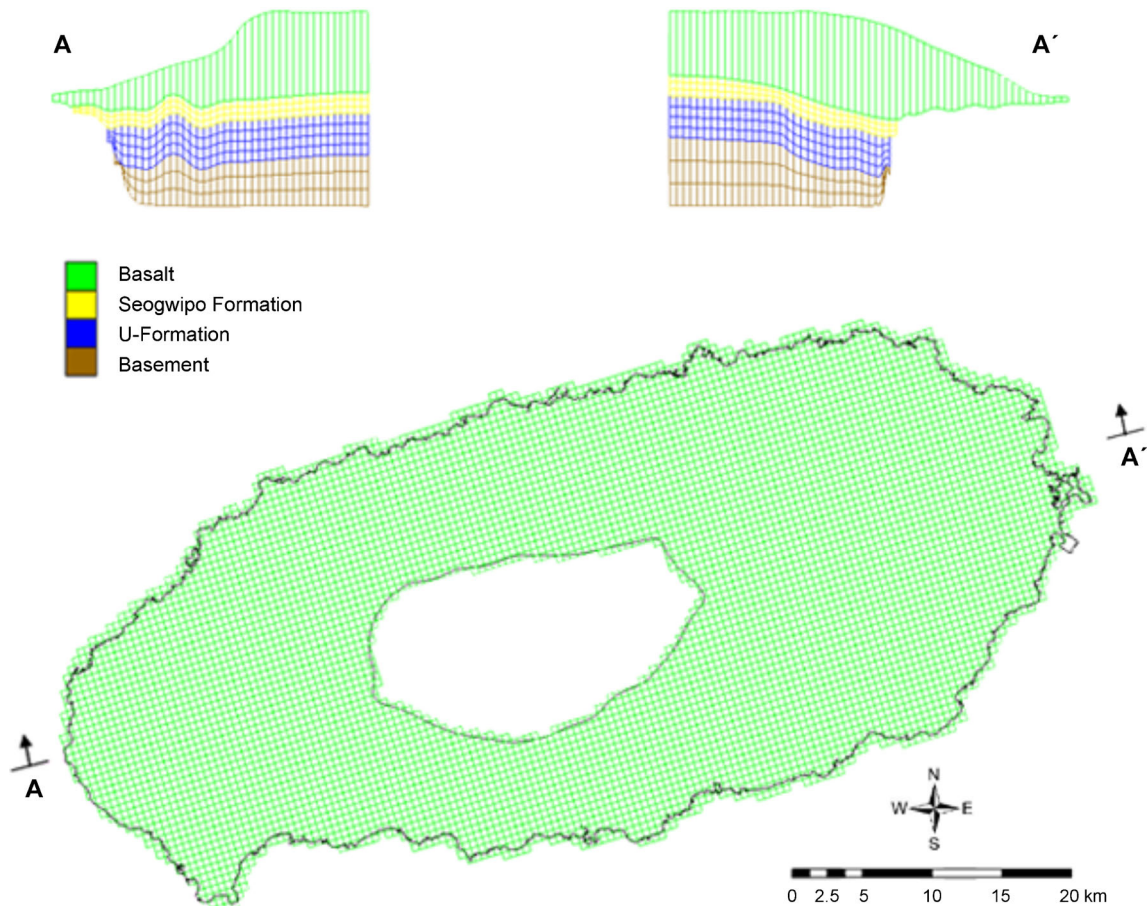 A A´
Basalt
Seogwipo Formation
U-Formation
Basement
A´
A
N
W E
S
0 2.5 5 10 15 20 km